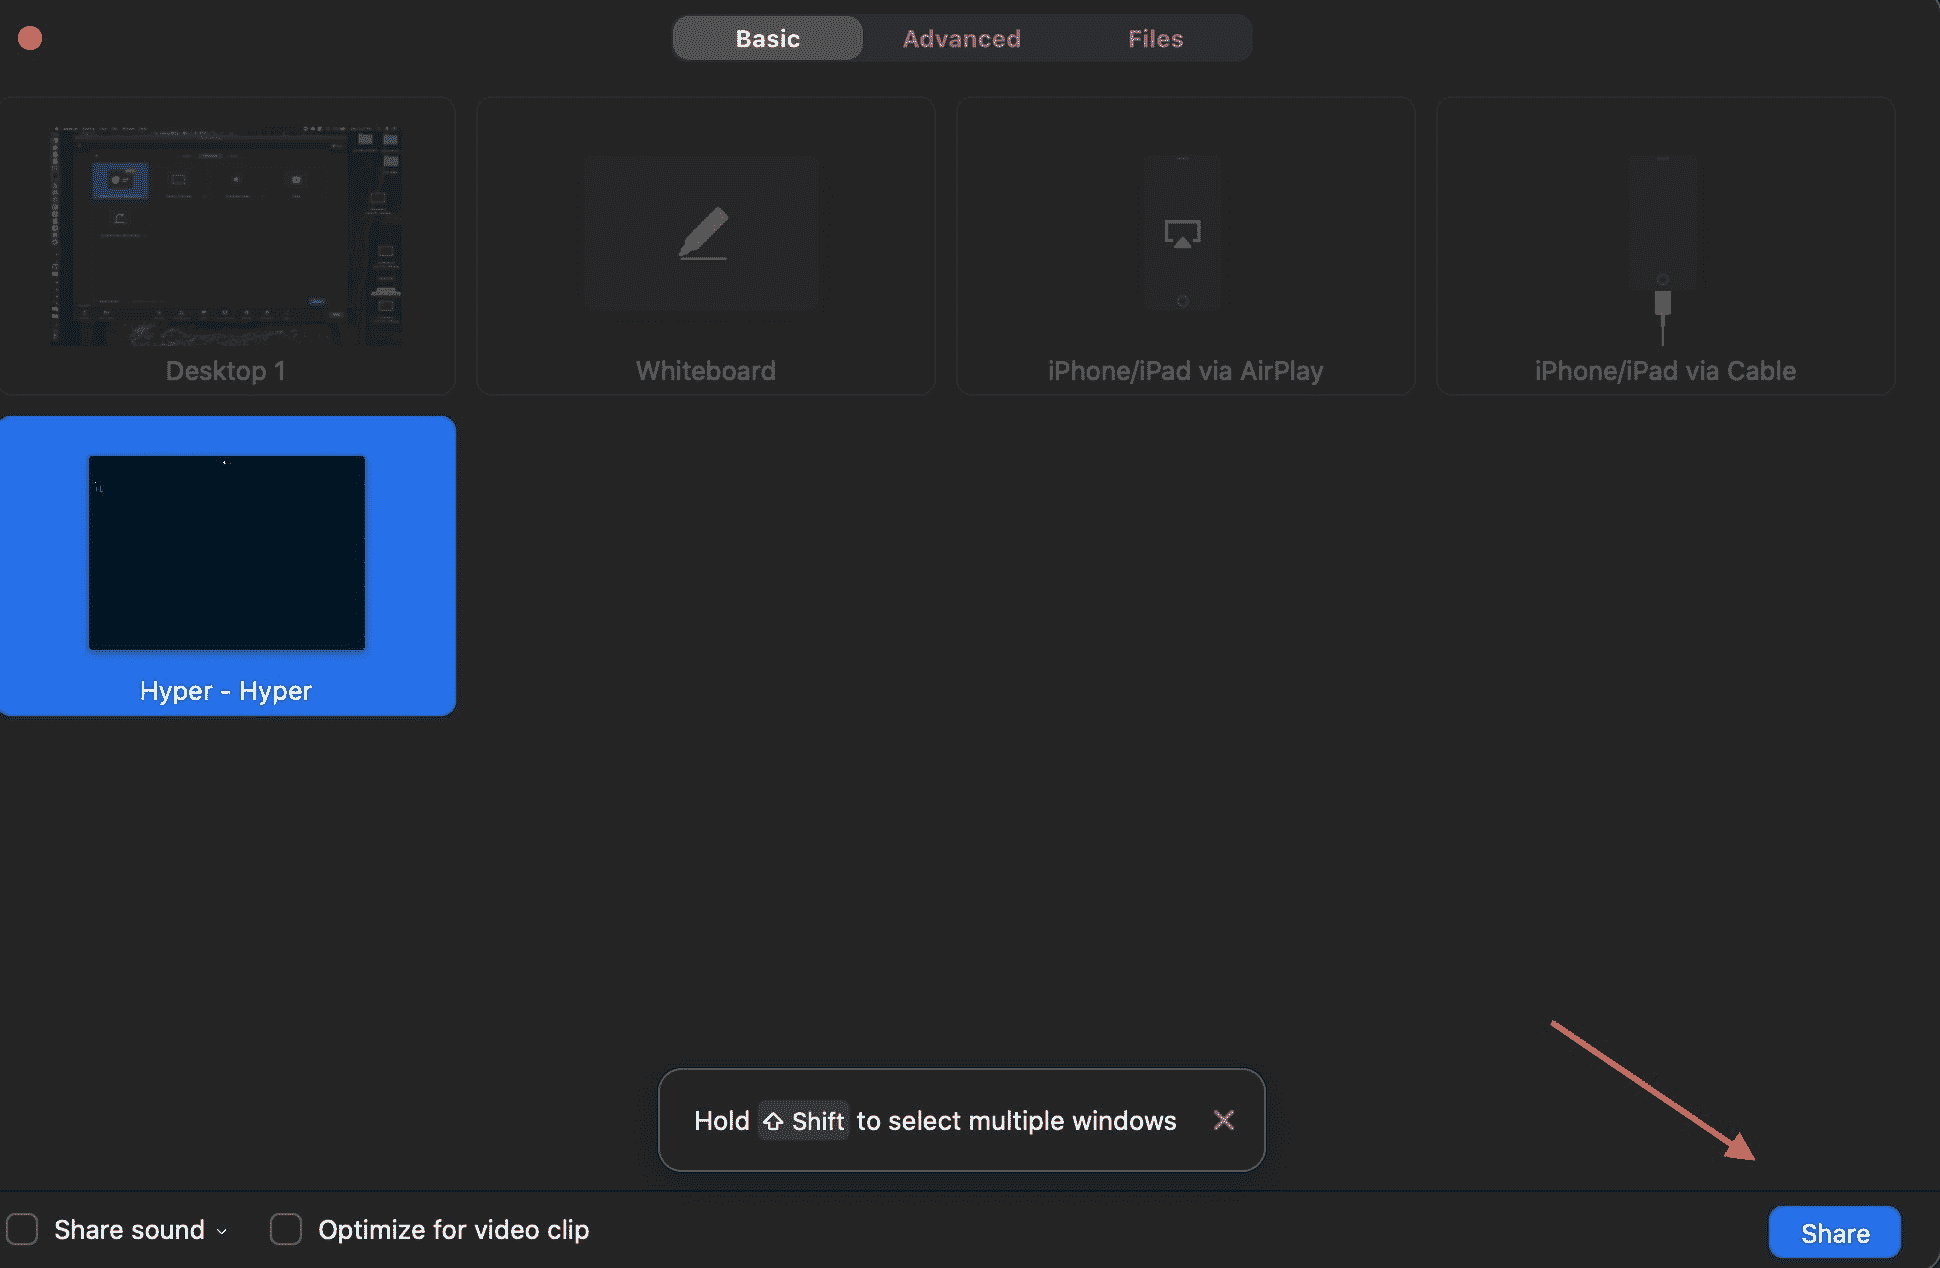 Basic
Advanced
Files
Desktop 1
Whiteboard
iPhone/iPad via AirPlay
iPhone/iPad via Cable
Hyper - Hyper
Hold Shift to select multiple windows
Share sound
Optimize for video clip
Share